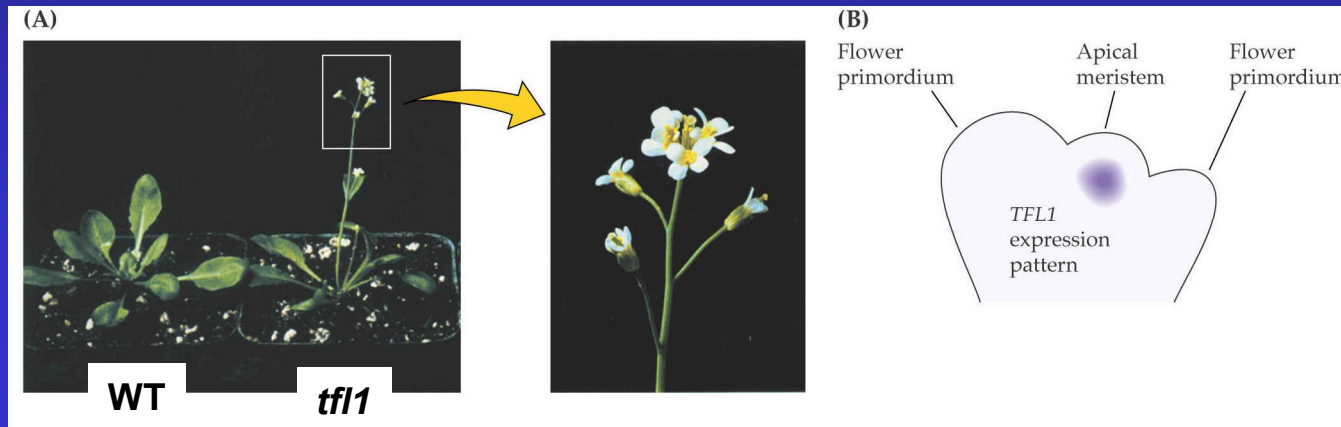 (A)
WT
tfl1
(B)
Flower
primordium
Apical
meristem
Flower
primordium
TFL1
expression
pattern